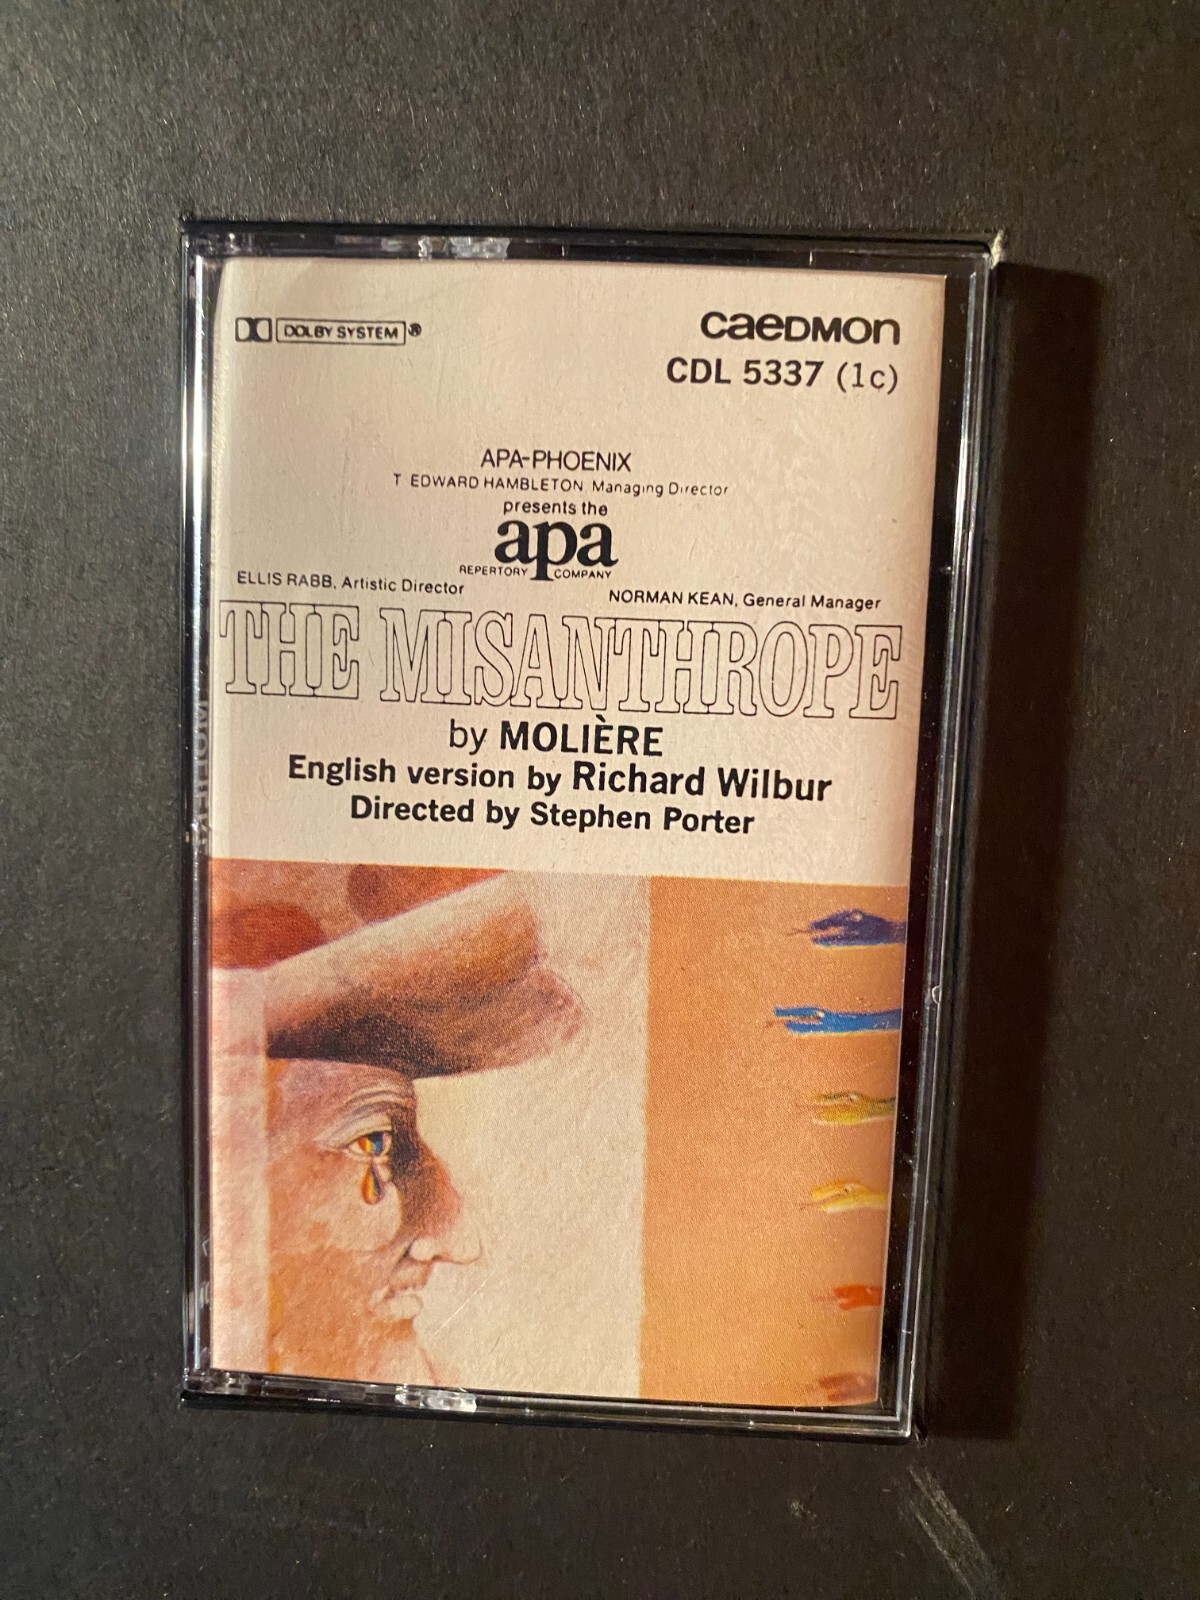 DOLBY SYSTEM®
caeDMOn
CDL 5337 (1c)
APA-PHOENIX
T. EDWARD HAMBLETON Managing Director
presents the
apa
REPERTORY COMPANY
ELLIS RABB, Artistic Director
NORMAN KEAN, General Manager
THE MISANTHROPE
by MOLIÈRE
English version by Richard Wilbur
Directed by Stephen Porter